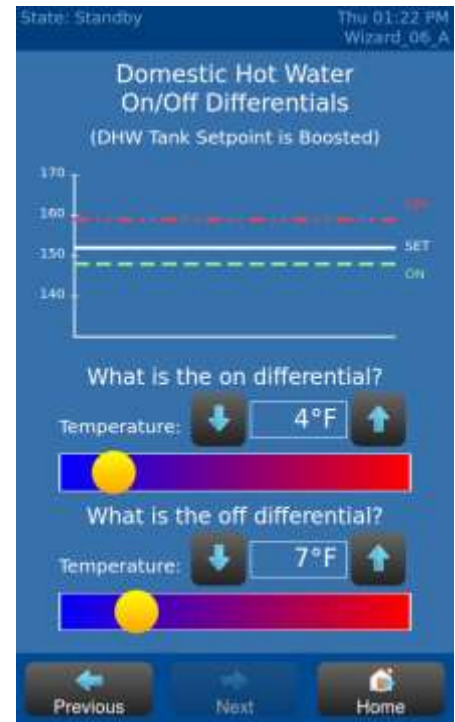 State: Standby
Thu 01:22 PM
Wizard_06_A
Domestic Hot Water
On/Off Differentials
(DHW Tank Setpoint is Boosted)
170
160
OFF
150
SET
ON
140
What is the on differential?
Temperature: 4°F
What is the off differential?
Temperature: 7°F
Previous
Next
Home